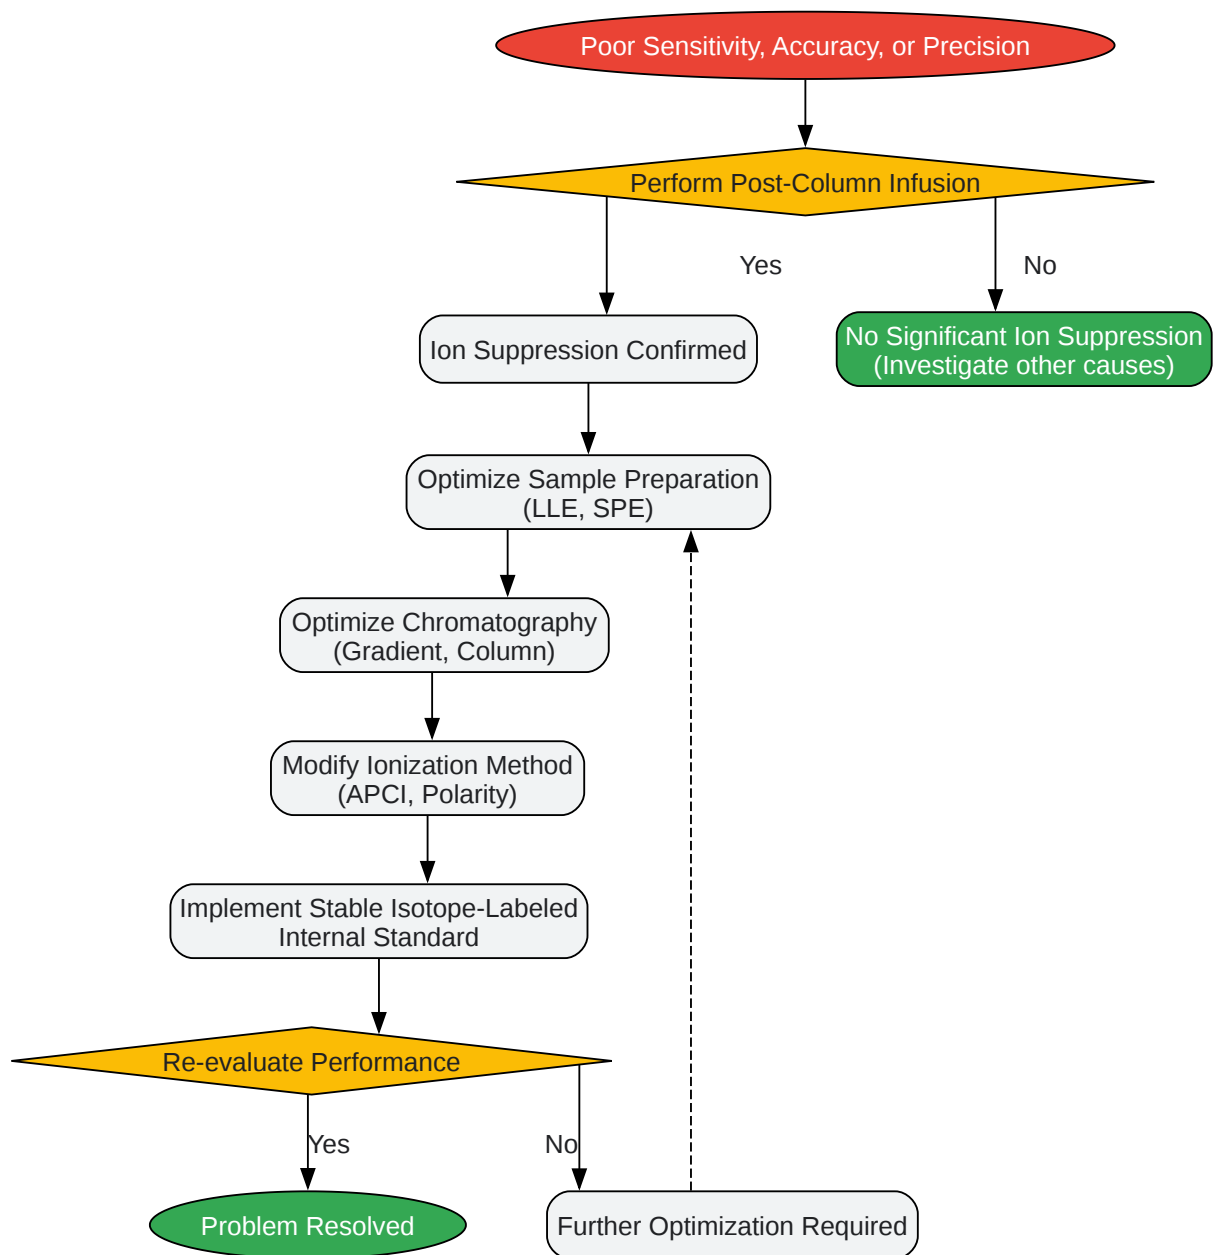 Poor Sensitivity, Accuracy, or Precision
Perform Post-Column Infusion
Yes
No
Ion Suppression Confirmed
No Significant Ion Suppression
(Investigate other causes)
Optimize Sample Preparation
(LLE, SPE)
Optimize Chromatography
(Gradient, Column)
Modify Ionization Method
(APCI, Polarity)
Implement Stable Isotope-Labeled
Internal Standard
Re-evaluate Performance
Yes
No
Problem Resolved
Further Optimization Required